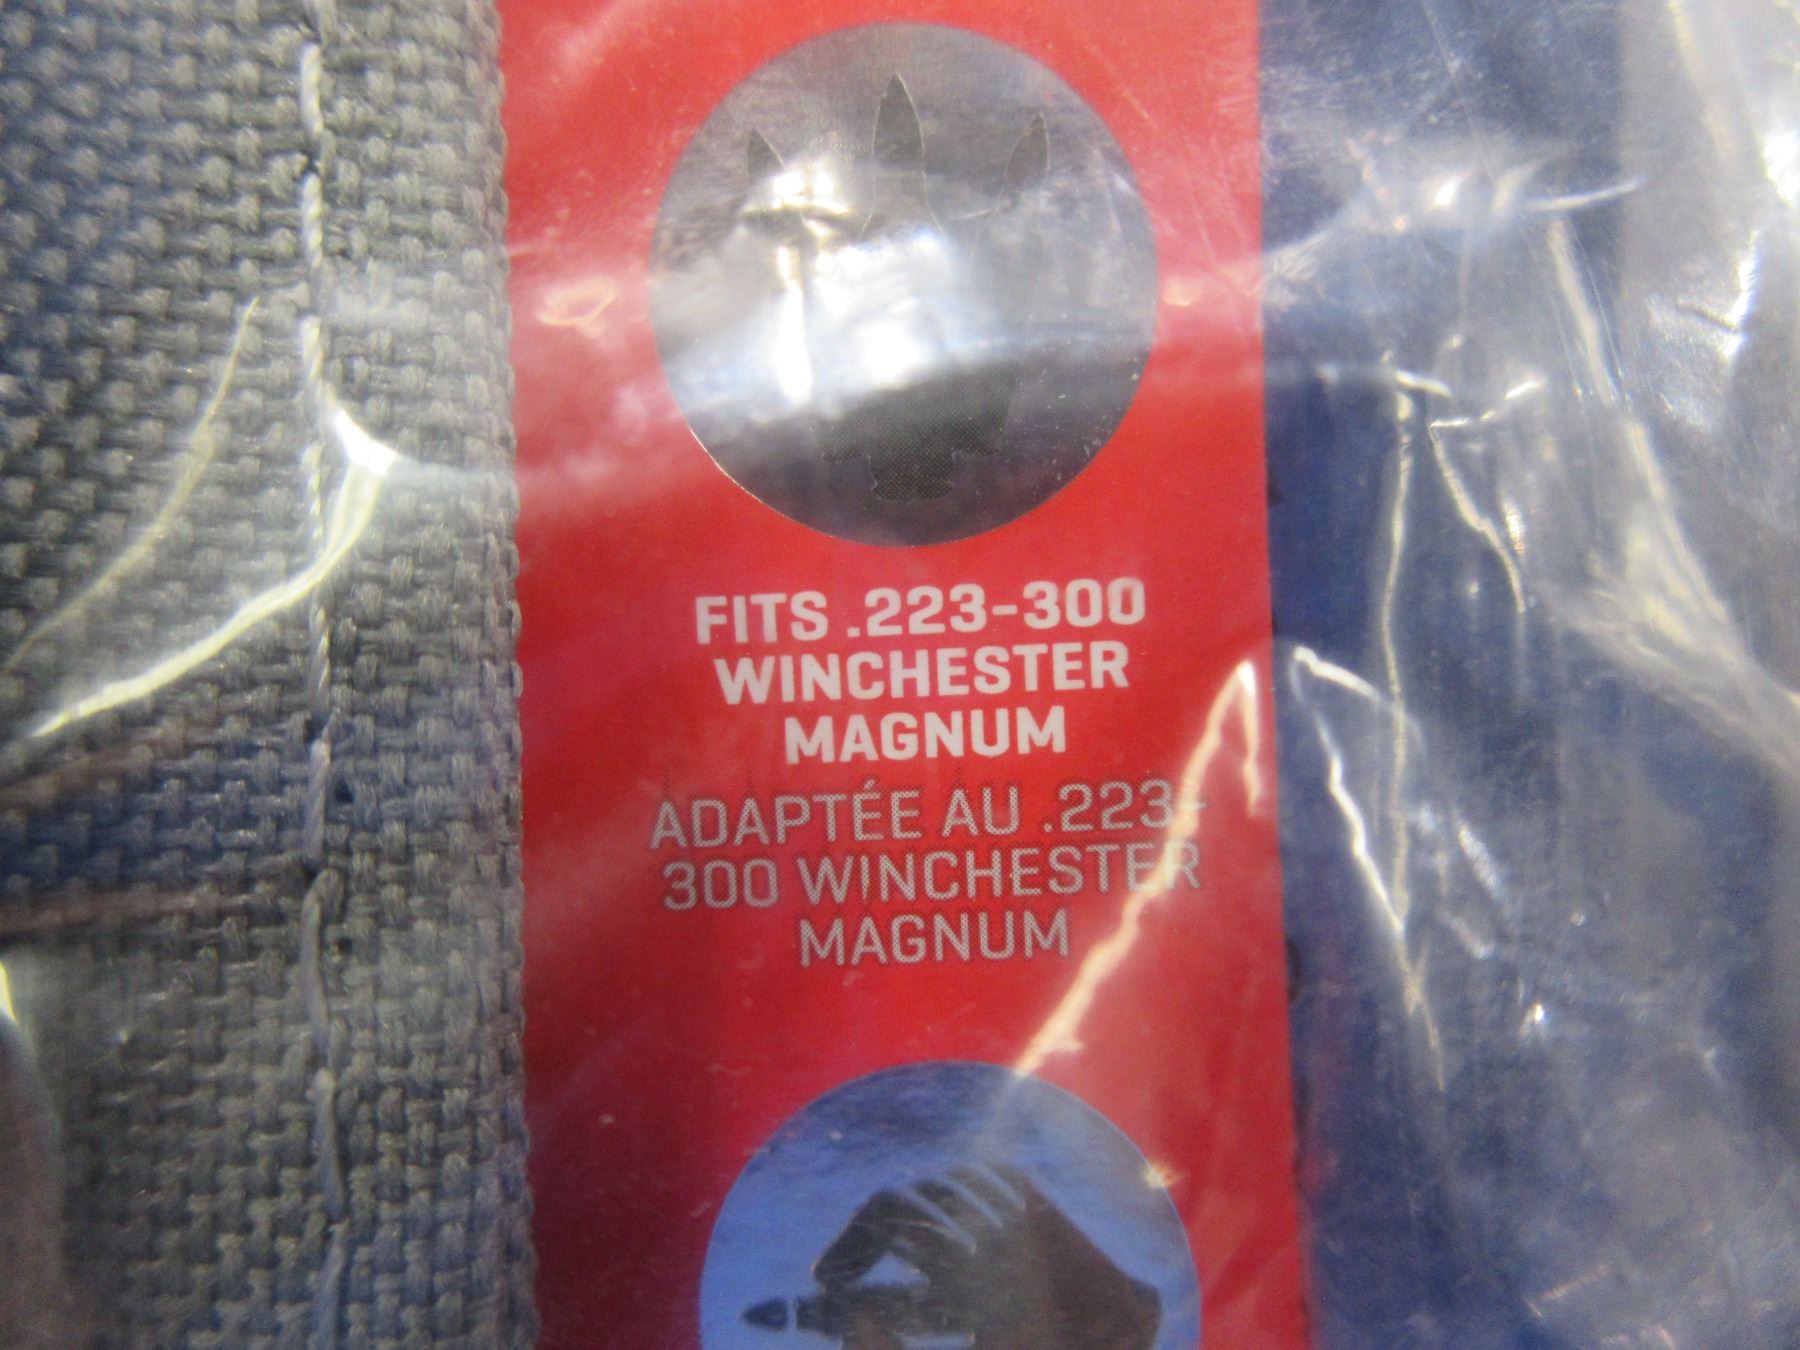 FITS .223-300
WINCHESTER
MAGNUM
ADAPTÉE AU .223-
300 WINCHESTER
MAGNUM